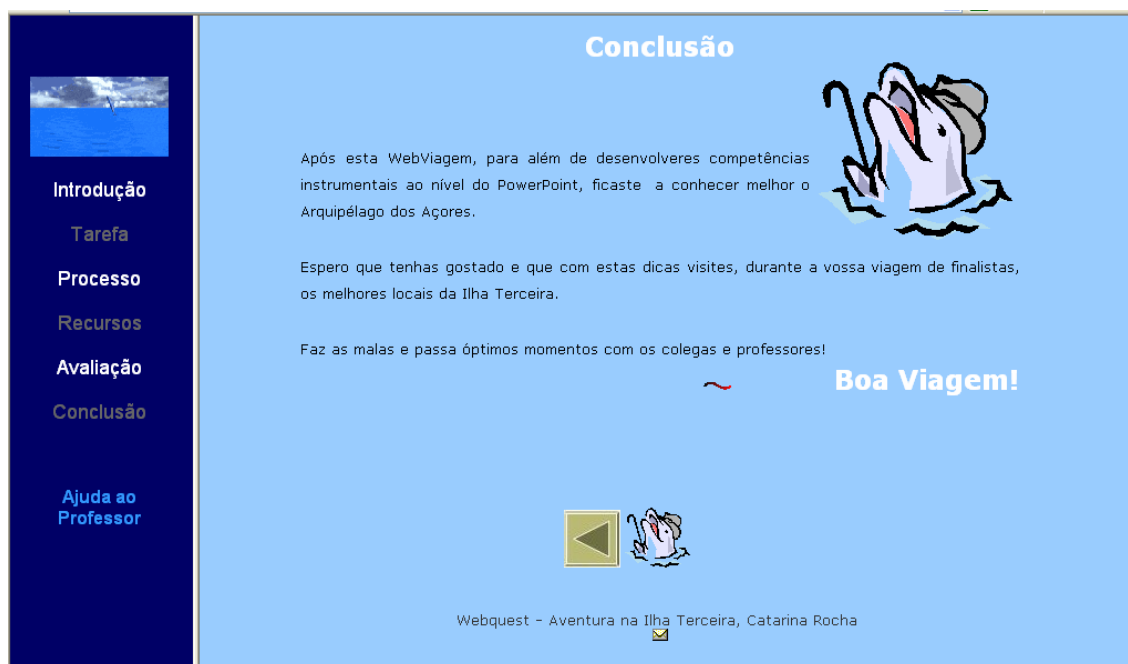 Introdução
Tarefa
Processo
Recursos
Avaliação
Conclusão
Ajuda ao
Professor
Conclusão
Após esta WebViagem, para além de desenvolveres competências
instrumentais ao nível do PowerPoint, ficaste a conhecer melhor o
Arquipélago dos Açores.
Espero que tenhas gostado e que com estas dicas visites, durante a vossa viagem de finalistas,
os melhores locais da Ilha Terceira.
Faz as malas e passa óptimos momentos com os colegas e professores!
Boa Viagem!
Webquest - Aventura na Ilha Terceira, Catarina Rocha